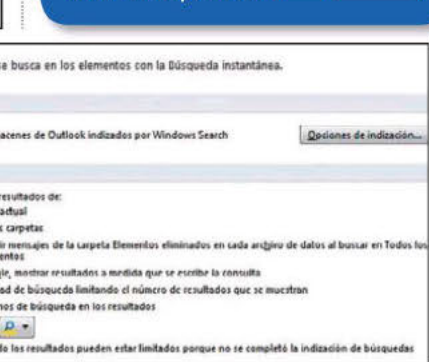 se busca en los elementos con la Búsqueda instantánea.
acenes de Outlook indizados por Windows Search
Opciones de indización...
resultados de:
actual
s carpetas
ir mensajes de la carpeta Elementos eliminados en cada archivo de datos al buscar en Todos los
entos
le, mostrar resultados a medida que se escribe la consulta
ad de búsqueda limitando el número de resultados que se muestran
nos de búsqueda en los resultados
do los resultados pueden estar limitados porque no se completó la indización de búsquedas